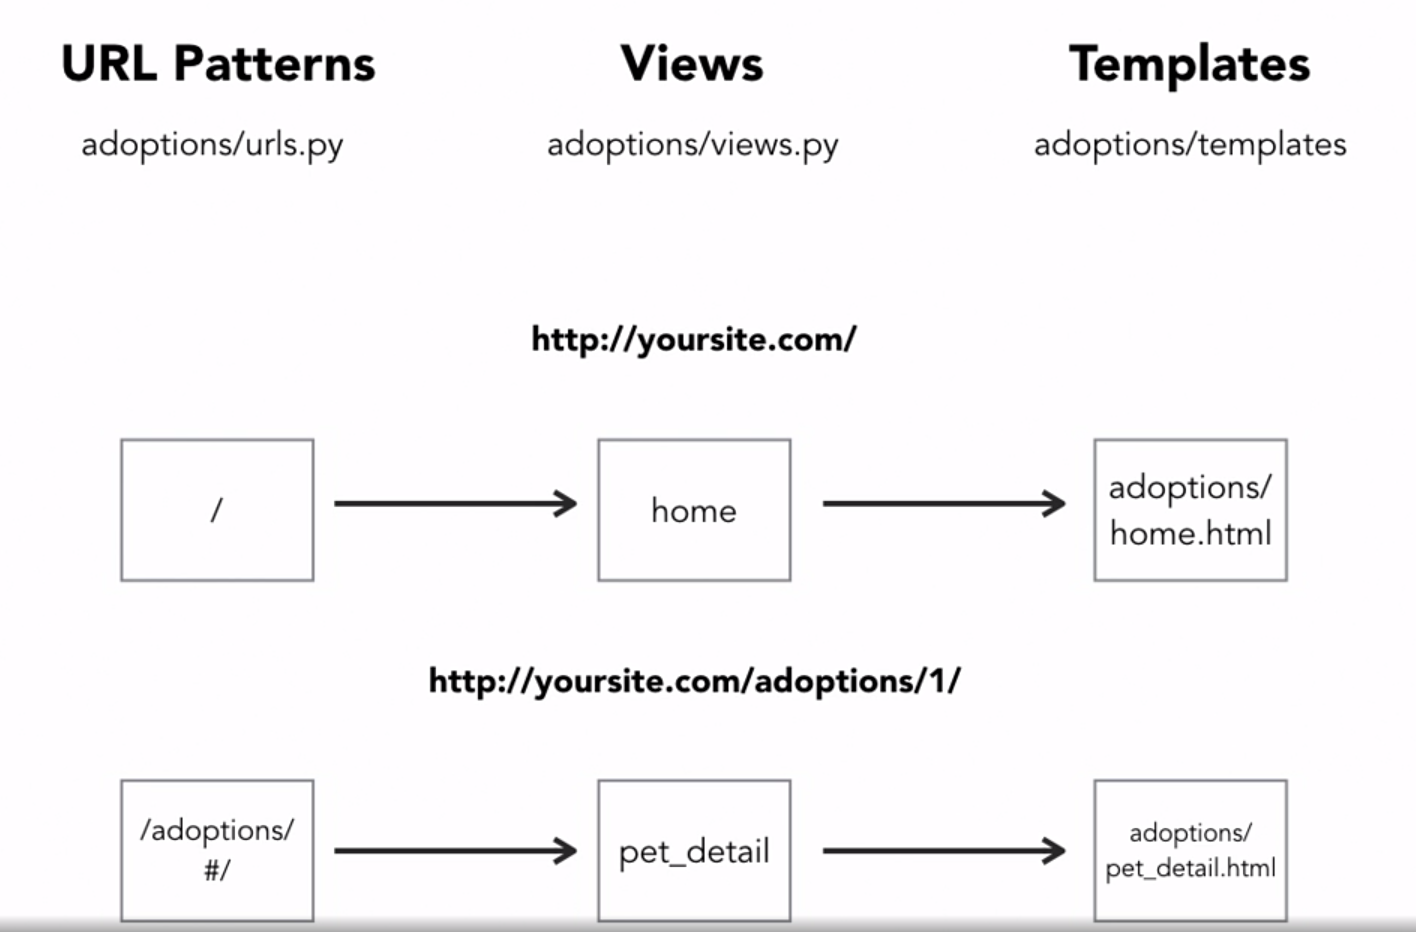 URL Patterns
Views
Templates
adoptions/urls.py
adoptions/views.py
adoptions/templates
http://yoursite.com/
/
home
adoptions/
home.html
http://yoursite.com/adoptions/1/
/adoptions/
#/
pet_detail
adoptions/
pet_detail.html